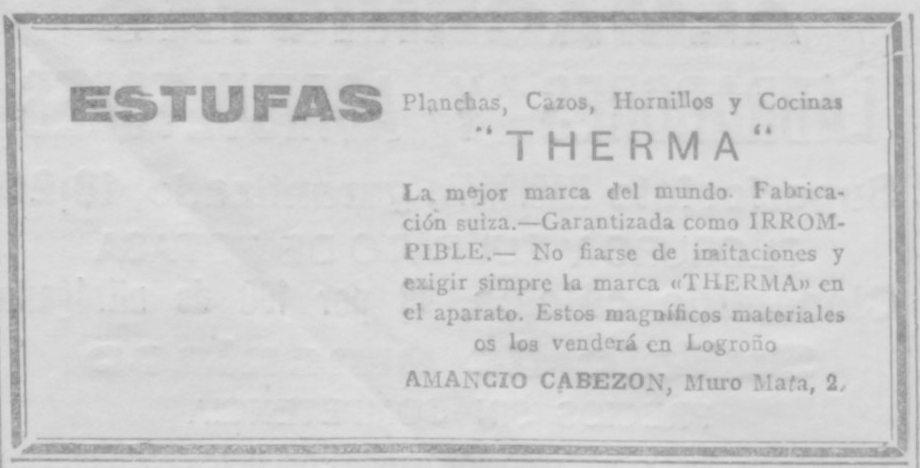 ESTUFAS
Planchas, Cazos, Hornillos y Cocinas
"THERMA"
La mejor marca del mundo. Fabrica-
ción suiza.—Garantizada como IRROM-
PIBLE.— No fiarse de imitaciones y
exigir simpre la marca «THERMA» en
el aparato. Estos magníficos materiales
os los venderá en Logroño
AMANCIO CABEZON, Muro Mata, 2.